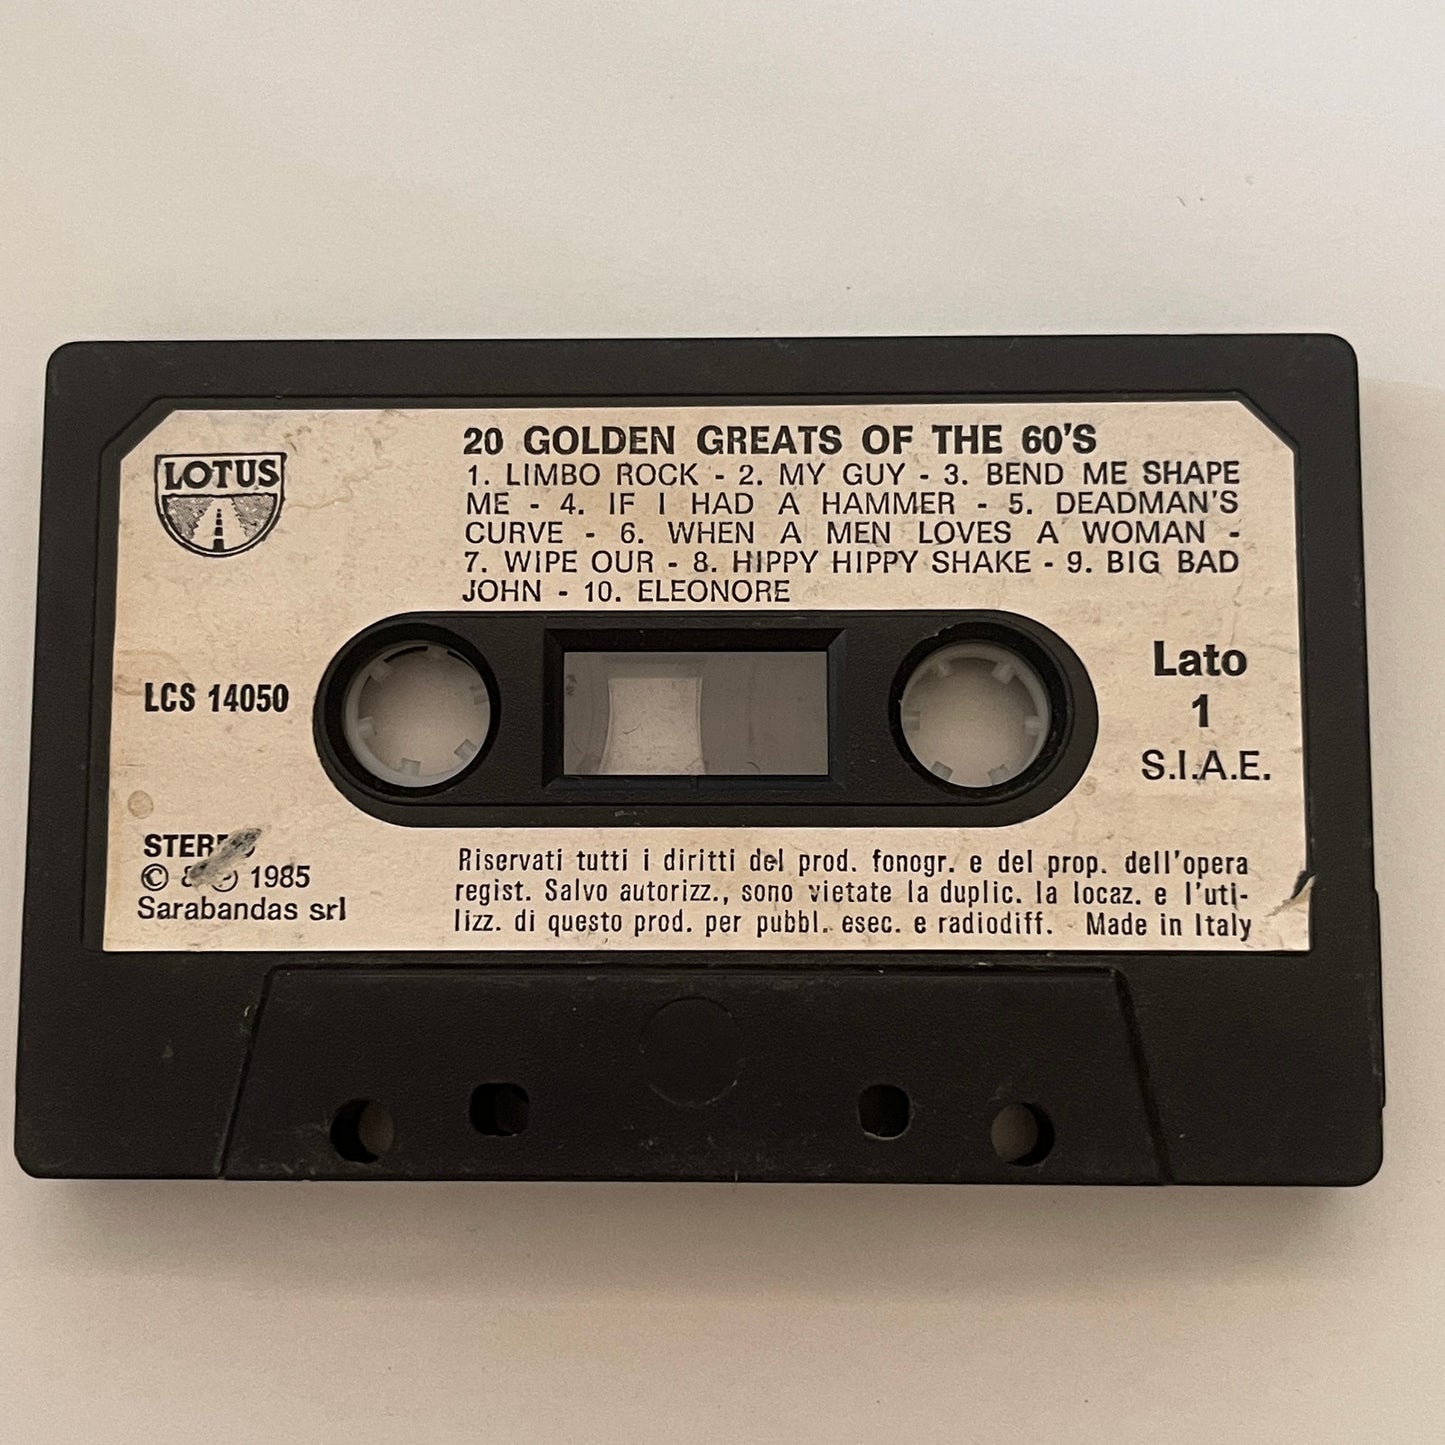 LOTUS
20 GOLDEN GREATS OF THE 60'S
1. LIMBO ROCK - 2. MY GUY - 3. BEND ME SHAPE
ME - 4. IF I HAD A HAMMER - 5. DEADMAN'S
CURVE - 6. WHEN A MEN LOVES A WOMAN -
7. WIPE OUR - 8. HIPPY HIPPY SHAKE - 9. BIG BAD
JOHN - 10. ELEONORE
LCS 14050
Lato
1
S.I.A.E.
STEREO
© & ℗ 1985
Sarabandas srl
Riservati tutti i diritti del prod. fonogr. e del prop. dell'opera
regist. Salvo autorizz., sono vietate la duplic. la locaz. e l'uti-
lizz. di questo prod. per pubbl. esec. e radiodiff. Made in Italy